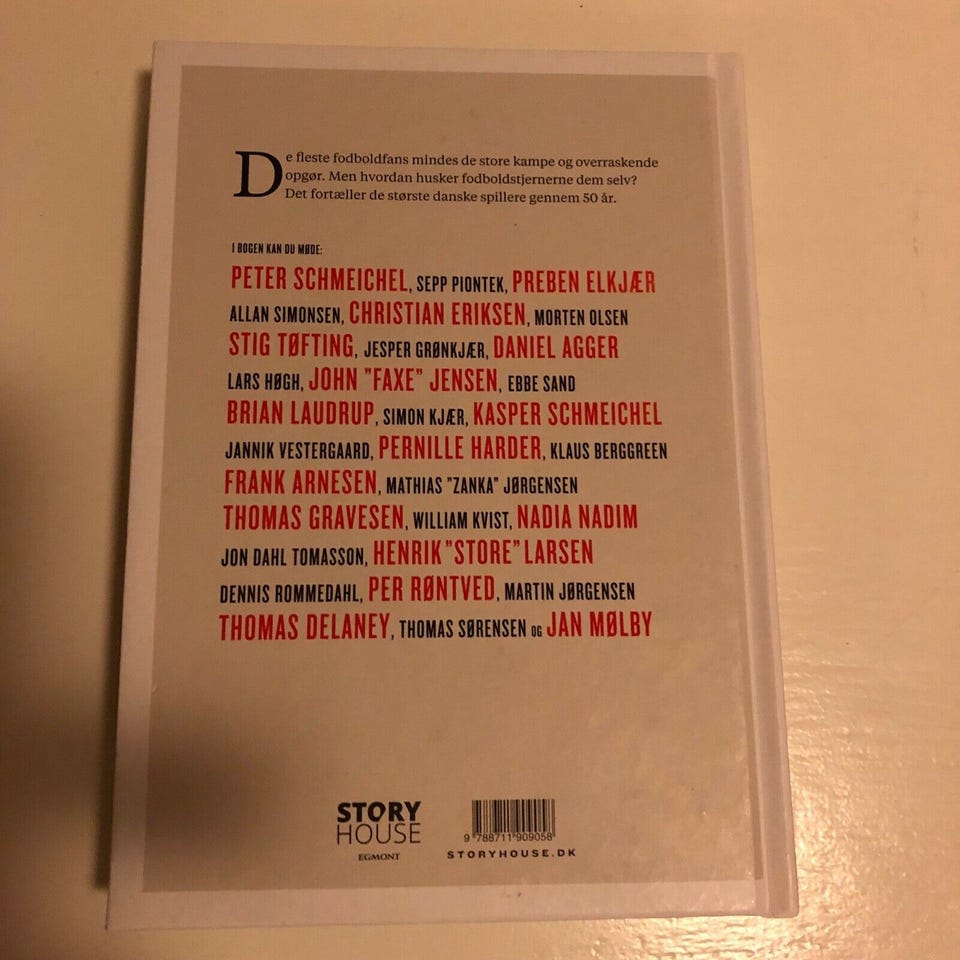 De fleste fodboldfans mindes de store kampe og overraskende
opgør. Men hvordan husker fodboldstjernerne dem selv?
Det fortæller de største danske spillere gennem 50 år.
I BOGEN KAN DU MØDE:
PETER SCHMEICHEL, SEPP PIONTEK, PREBEN ELKJÆR
ALLAN SIMONSEN, CHRISTIAN ERIKSEN, MORTEN OLSEN
STIG TØFTING, JESPER GRØNKJÆR, DANIEL AGGER
LARS HØGH, JOHN "FAXE" JENSEN, EBBE SAND
BRIAN LAUDRUP, SIMON KJÆR, KASPER SCHMEICHEL
JANNIK VESTERGAARD, PERNILLE HARDER, KLAUS BERGGREEN
FRANK ARNESEN, MATHIAS "ZANKA" JØRGENSEN
THOMAS GRAVESEN, WILLIAM KVIST, NADIA NADIM
JON DAHL TOMASSON, HENRIK "STORE" LARSEN
DENNIS ROMMEDAHL, PER RØNTVED, MARTIN JØRGENSEN
THOMAS DELANEY, THOMAS SØRENSEN OG JAN MØLBY
STORY
HOUSE
EGMONT
9 788711 909058
STORYHOUSE.DK